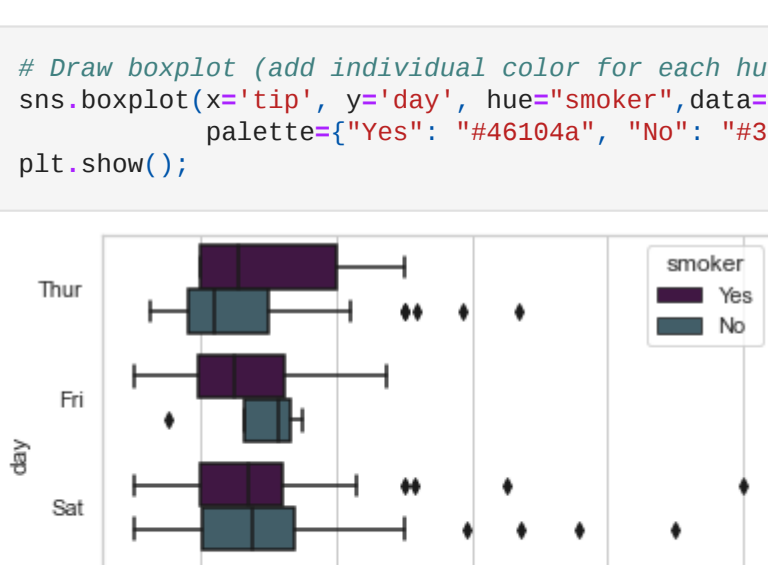 # Draw boxplot (add individual color for each hu
sns.boxplot(x='tip', y='day', hue="smoker",data=
palette={"Yes": "#46104a", "No": "#3
plt.show();
smoker
Yes
No
Thur
Fri
Sat
day